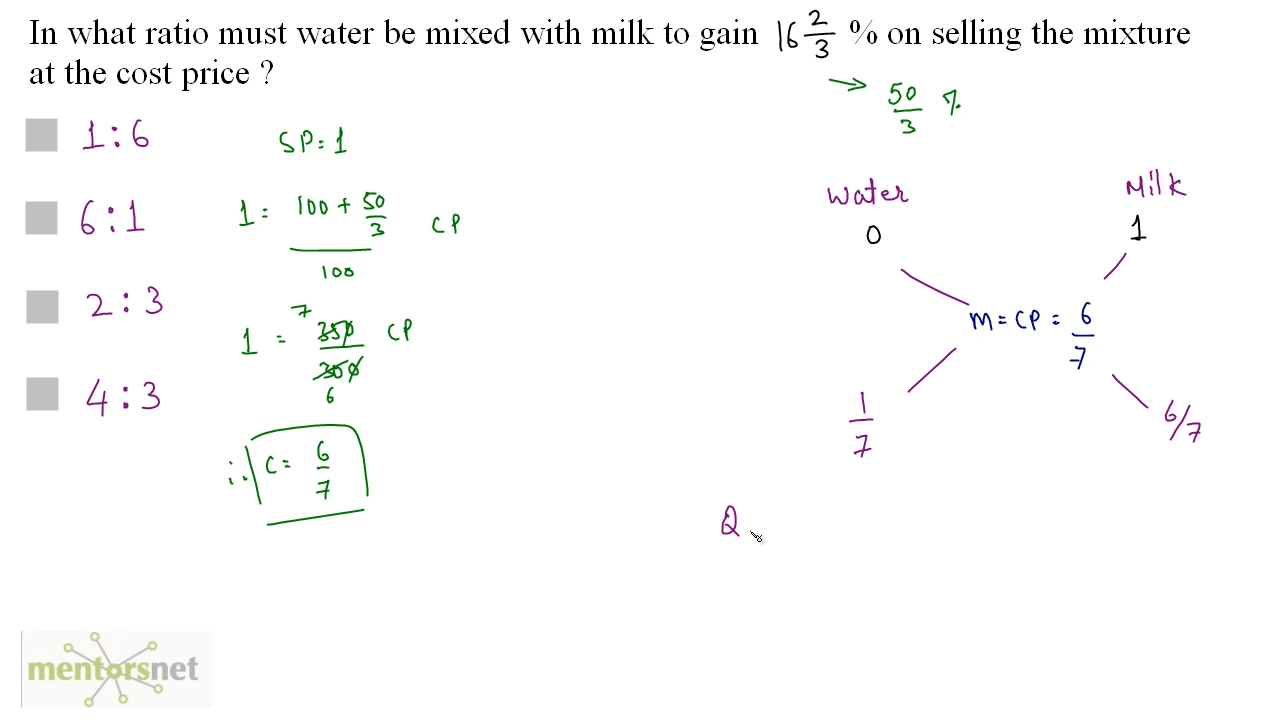 In what ratio must water be mixed with milk to gain 16 2/3 % on selling the mixture
at the cost price ?
→ 50/3 %
1:6
6:1
2:3
4:3
SP=1
1= (100 + 50/3)/100 CP
1 = 350/300 CP
7
6
∴ C= 6/7
Water
Milk
0
1
M = CP = 6/7
1/7
6/7
Q
mentorsnet